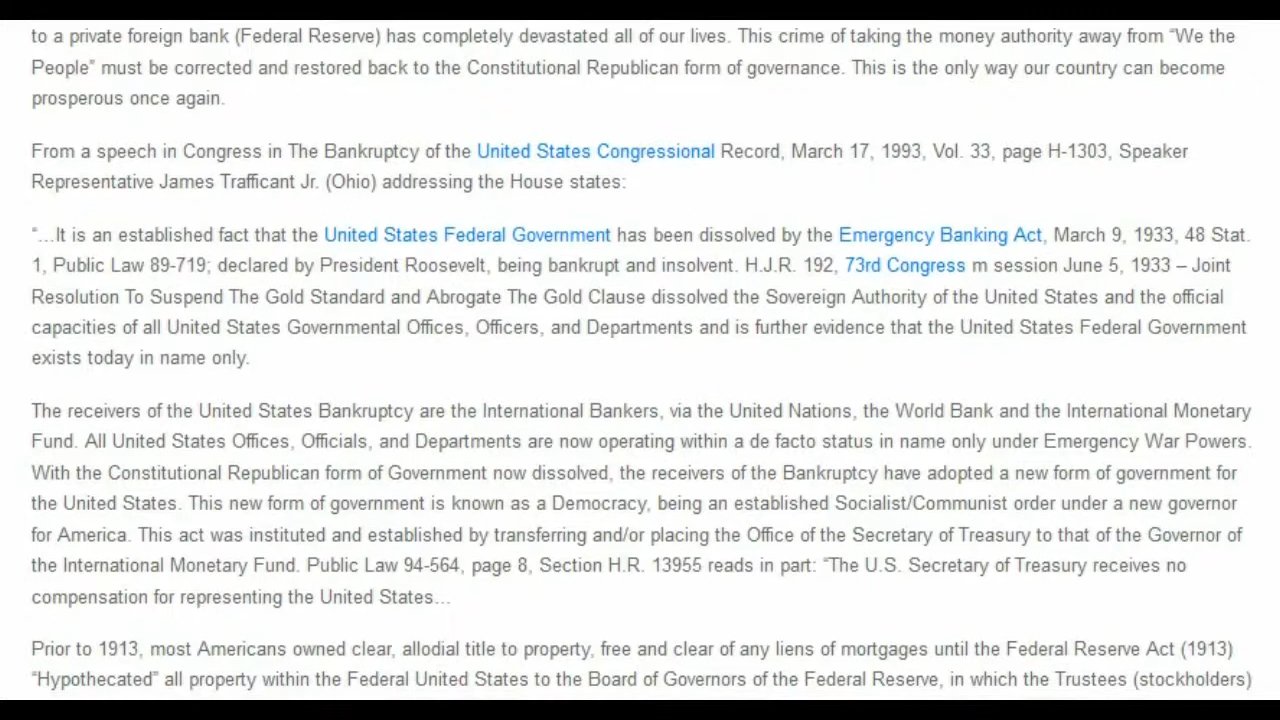 to a private foreign bank (Federal Reserve) has completely devastated all of our lives. This crime of taking the money authority away from “We the
People” must be corrected and restored back to the Constitutional Republican form of governance. This is the only way our country can become
prosperous once again.
From a speech in Congress in The Bankruptcy of the United States Congressional Record, March 17, 1993, Vol. 33, page H-1303, Speaker
Representative James Trafficant Jr. (Ohio) addressing the House states:
“…It is an established fact that the United States Federal Government has been dissolved by the Emergency Banking Act, March 9, 1933, 48 Stat.
1, Public Law 89-719; declared by President Roosevelt, being bankrupt and insolvent. H.J.R. 192, 73rd Congress m session June 5, 1933 – Joint
Resolution To Suspend The Gold Standard and Abrogate The Gold Clause dissolved the Sovereign Authority of the United States and the official
capacities of all United States Governmental Offices, Officers, and Departments and is further evidence that the United States Federal Government
exists today in name only.
The receivers of the United States Bankruptcy are the International Bankers, via the United Nations, the World Bank and the International Monetary
Fund. All United States Offices, Officials, and Departments are now operating within a de facto status in name only under Emergency War Powers.
With the Constitutional Republican form of Government now dissolved, the receivers of the Bankruptcy have adopted a new form of government for
the United States. This new form of government is known as a Democracy, being an established Socialist/Communist order under a new governor
for America. This act was instituted and established by transferring and/or placing the Office of the Secretary of Treasury to that of the Governor of
the International Monetary Fund. Public Law 94-564, page 8, Section H.R. 13955 reads in part: “The U.S. Secretary of Treasury receives no
compensation for representing the United States…
Prior to 1913, most Americans owned clear, allodial title to property, free and clear of any liens of mortgages until the Federal Reserve Act (1913)
“Hypothecated” all property within the Federal United States to the Board of Governors of the Federal Reserve, in which the Trustees (stockholders)